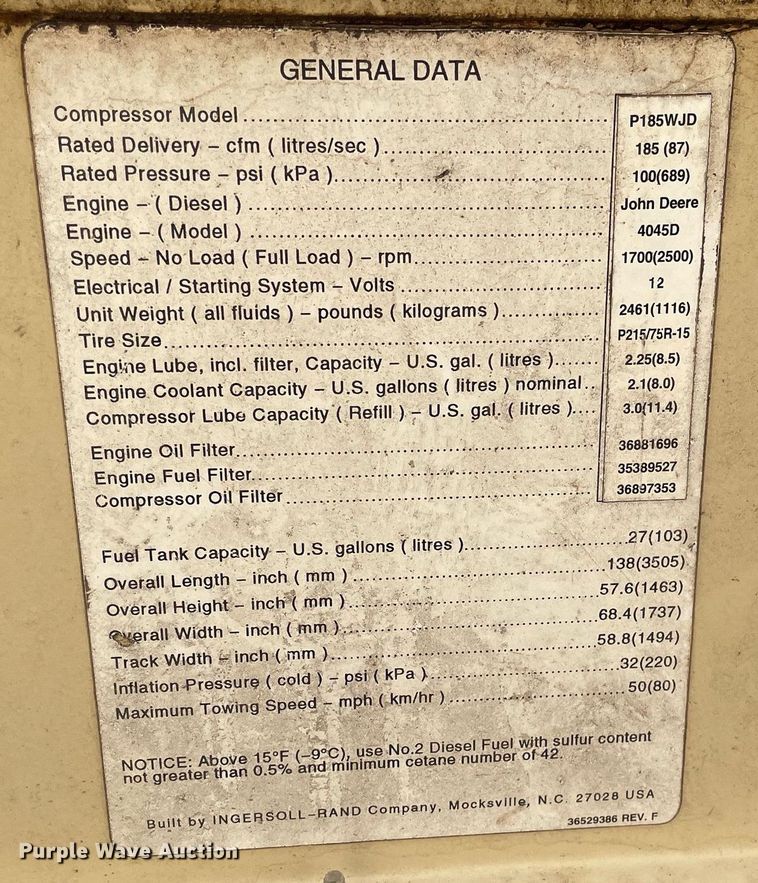 GENERAL DATA
Compressor Model ........ P185WJD
Rated Delivery – cfm ( litres/sec ) ........ 185 (87)
Rated Pressure – psi ( kPa ) ........ 100(689)
Engine – ( Diesel ) ........ John Deere
Engine – ( Model ) ........ 4045D
Speed – No Load ( Full Load ) – rpm ........ 1700(2500)
Electrical / Starting System – Volts ........ 12
Unit Weight ( all fluids ) – pounds ( kilograms ) ........ 2461(1116)
Tire Size ........ P215/75R-15
Engine Lube, incl. filter, Capacity – U.S. gal. ( litres ) ........ 2.25(8.5)
Engine Coolant Capacity – U.S. gallons ( litres ) nominal .. 2.1(8.0)
Compressor Lube Capacity ( Refill ) – U.S. gal. ( litres ) .... 3.0(11.4)
Engine Oil Filter ........ 36881696
Engine Fuel Filter ........ 35389527
Compressor Oil Filter ........ 36897353
Fuel Tank Capacity – U.S. gallons ( litres ) ........ 27(103)
Overall Length – inch ( mm ) ........ 138(3505)
Overall Height – inch ( mm ) ........ 57.6(1463)
Overall Width – inch ( mm ) ........ 68.4(1737)
Track Width – inch ( mm ) ........ 58.8(1494)
Inflation Pressure ( cold ) – psi ( kPa ) ........ 32(220)
Maximum Towing Speed – mph ( km/hr ) ........ 50(80)
NOTICE: Above 15°F (–9°C), use No.2 Diesel Fuel with sulfur content
not greater than 0.5% and minimum cetane number of 42.
Built by INGERSOLL–RAND Company, Mocksville, N.C. 27028 USA
36529386 REV. F
Purple Wave Auction